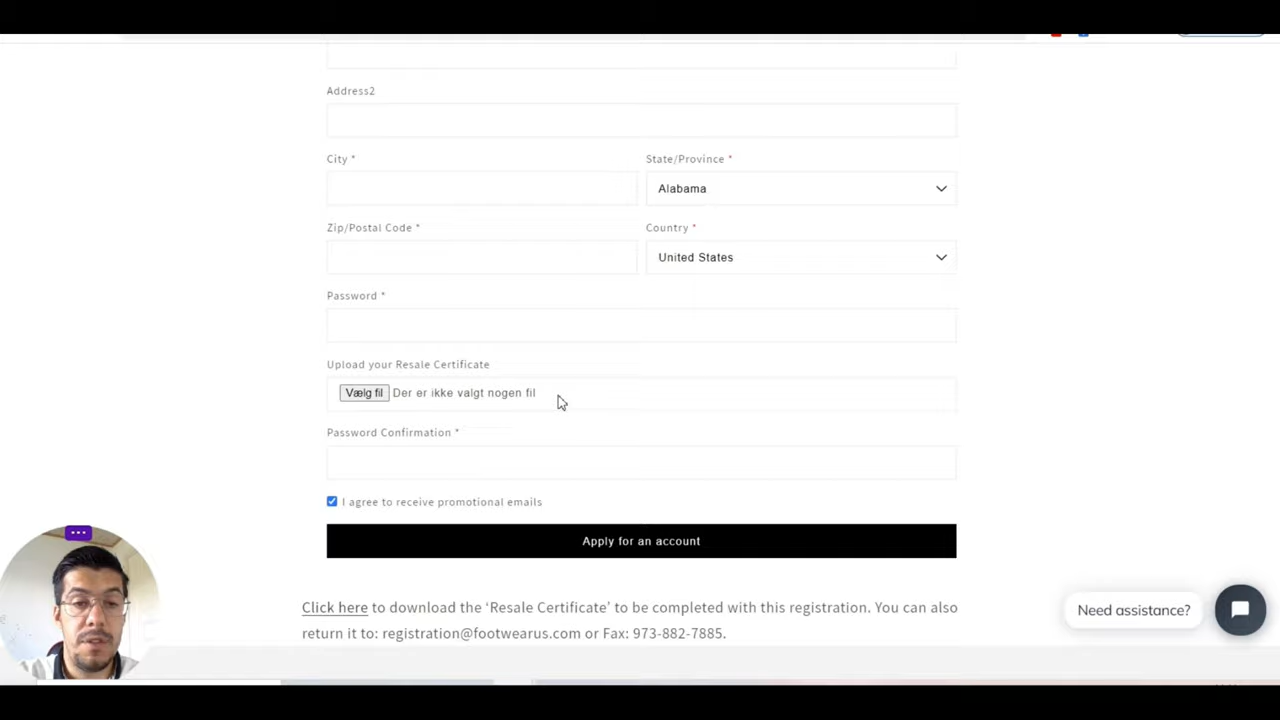 Address2
City * State/Province *
Alabama
Zip/Postal Code * Country *
United States
Password *
Upload your Resale Certificate
Vælg fil Der er ikke valgt nogen fil
Password Confirmation *
I agree to receive promotional emails
Apply for an account
Click here to download the ‘Resale Certificate’ to be completed with this registration. You can also
return it to: registration@footwearus.com or Fax: 973-882-7885.
Need assistance?